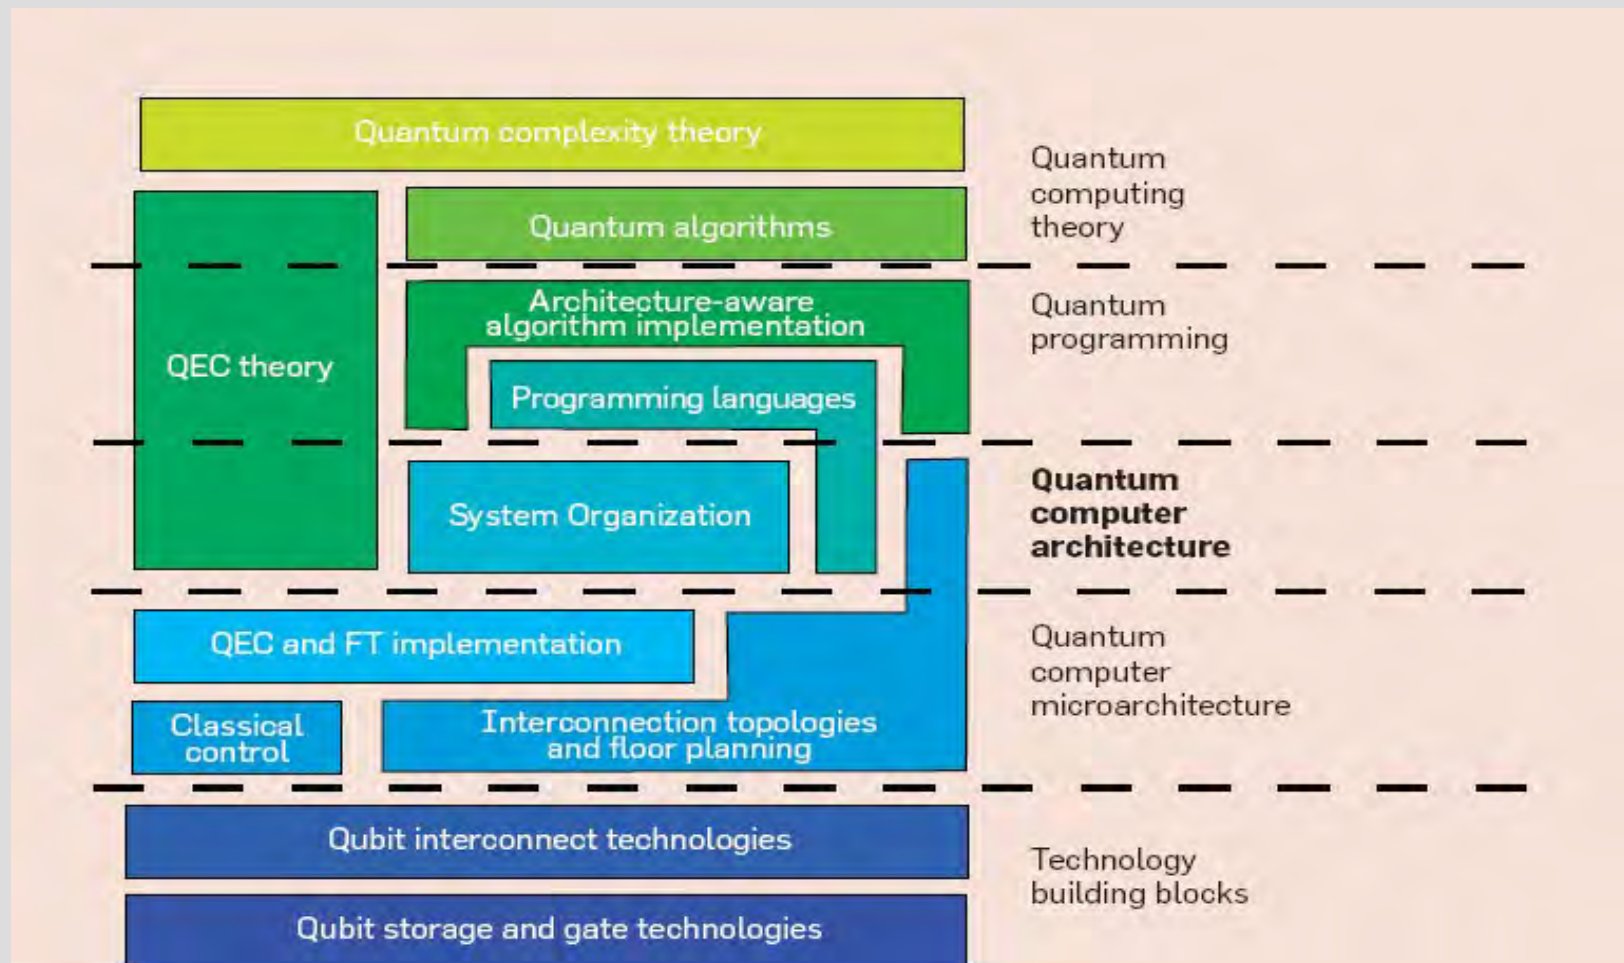 Quantum complexity theory
Quantum
computing
theory
Quantum algorithms
Architecture-aware
algorithm implementation
Quantum
programming
QEC theory
Programming languages
System Organization
Quantum
computer
architecture
QEC and FT implementation
Quantum
computer
microarchitecture
Classical
control
Interconnection topologies
and floor planning
Qubit interconnect technologies
Technology
building blocks
Qubit storage and gate technologies